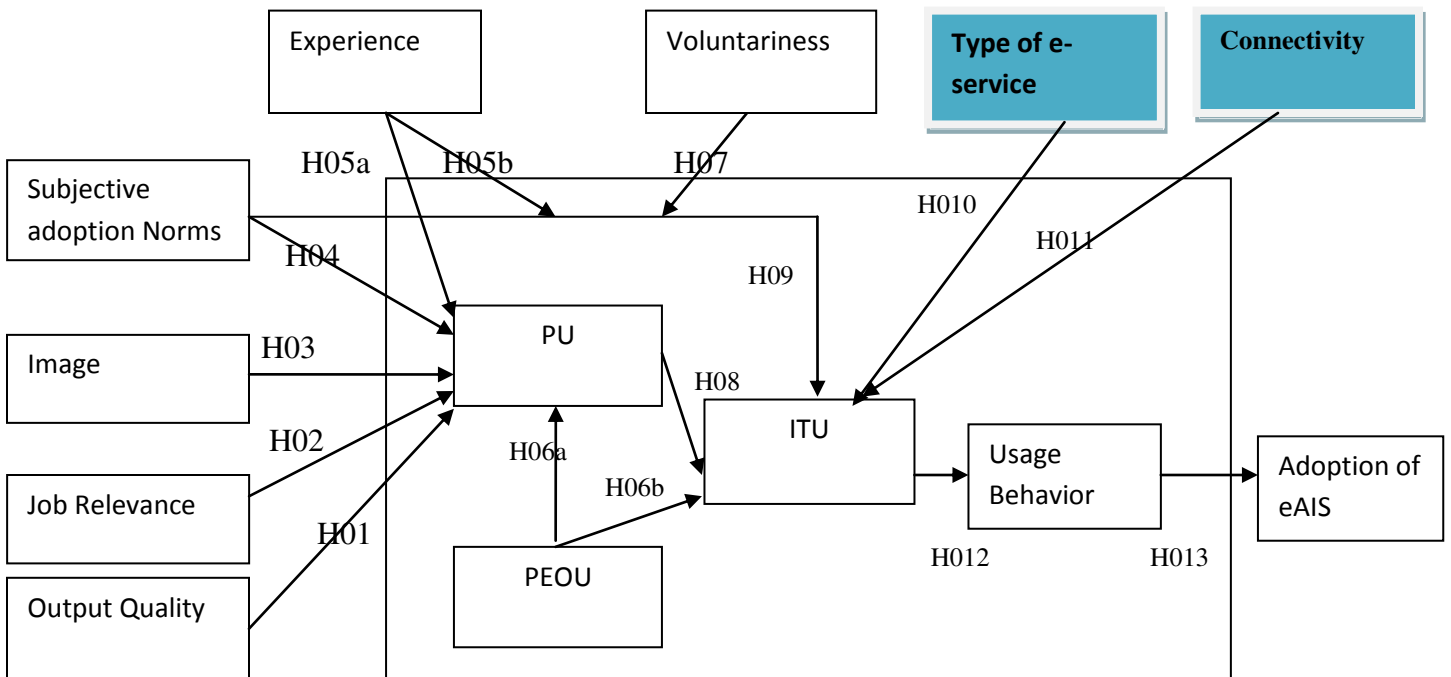 Experience
Voluntariness
Type of e-
service
Connectivity
H05a
H05b
H07
Subjective
adoption Norms
H010
H011
H04
H09
PU
Image
H03
H08
ITU
H02
H06a
Usage
Behavior
Adoption of
eAIS
H06b
Job Relevance
H01
H012
H013
PEOU
Output Quality